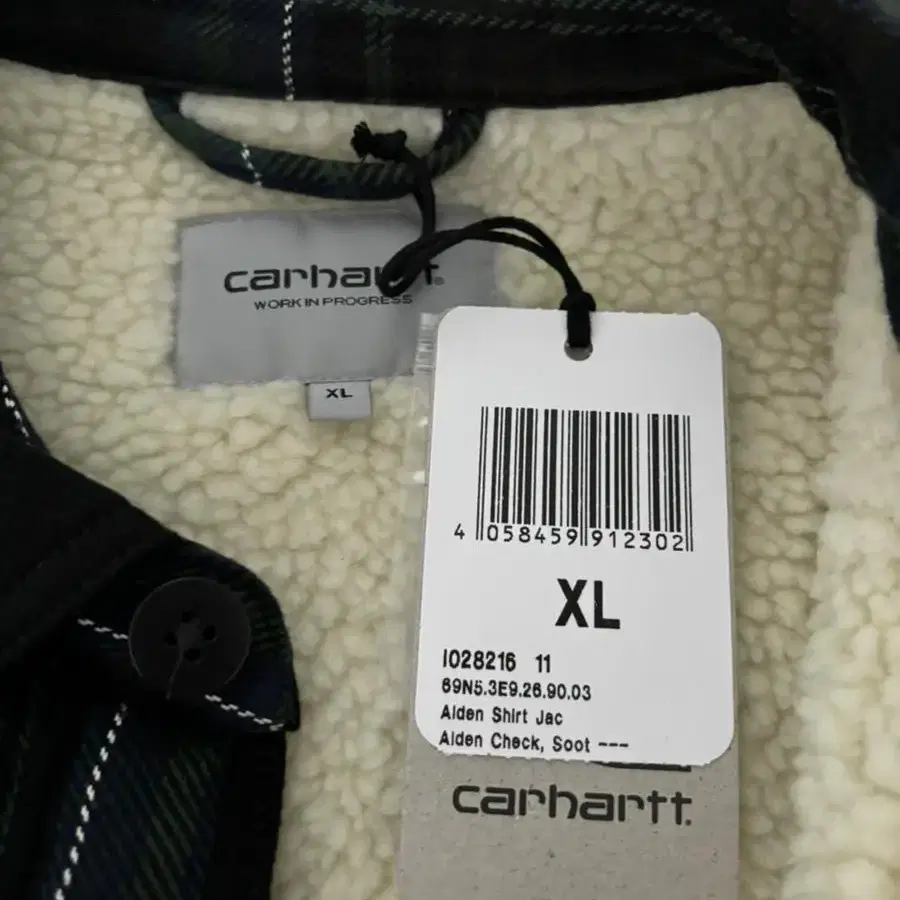 WORK IN PROGRESS
XL
4 058459 912302
XL
I028216 11
69N5.3E9.26.90.03
Alden Shirt Jac
Alden Check, Soot ---
carhartt.